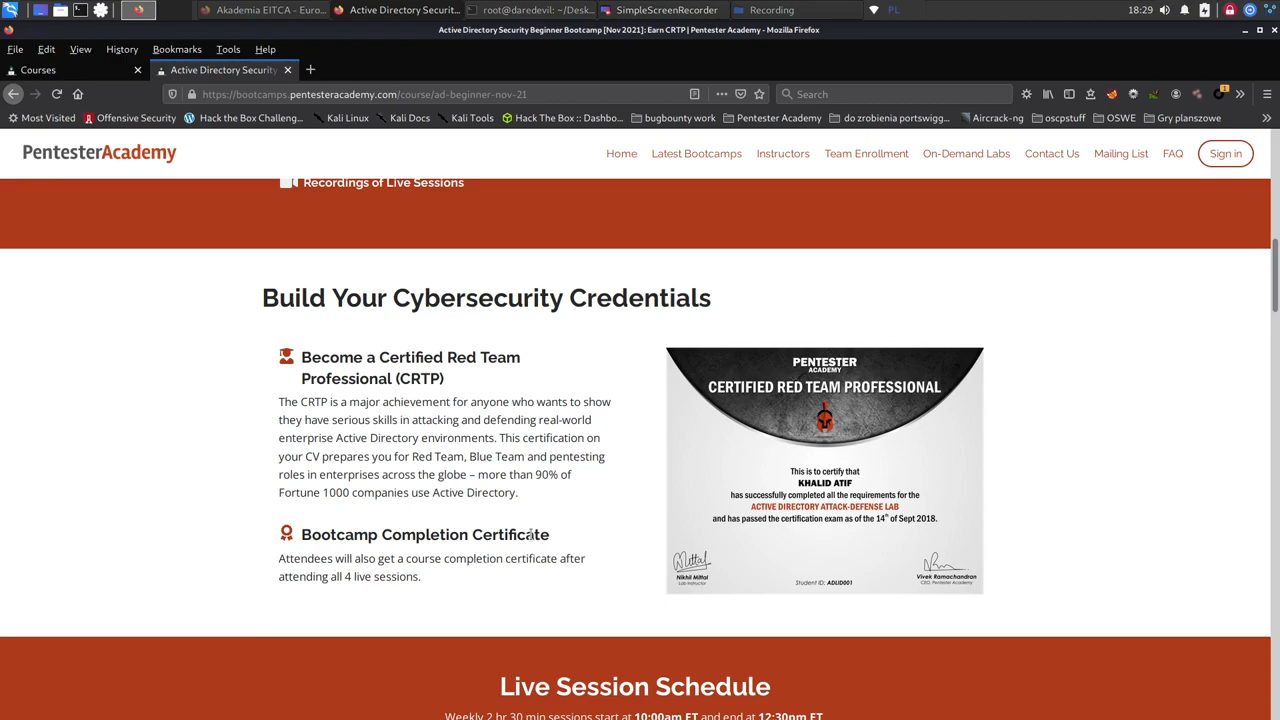 Akademia EITCA - Euro...
Active Directory Securit...
root@daredevil: ~/Desk...
SimpleScreenRecorder
Recording
PL
18:29
Active Directory Security Beginner Bootcamp [Nov 2021]: Earn CRTP | Pentester Academy - Mozilla Firefox
File Edit View History Bookmarks Tools Help
Courses
Active Directory Security
https://bootcamps.pentesteracademy.com/course/ad-beginner-nov-21
Search
1
Most Visited Offensive Security Hack the Box Challeng... Kali Linux Kali Docs Kali Tools Hack The Box :: Dashbo... bugbounty work Pentester Academy do zrobienia portswigg... Aircrack-ng oscpstuff OSWE Gry planszowe
PentesterAcademy
Home Latest Bootcamps Instructors Team Enrollment On-Demand Labs Contact Us Mailing List FAQ Sign in
Recordings of Live Sessions
Build Your Cybersecurity Credentials
Become a Certified Red Team
Professional (CRTP)
The CRTP is a major achievement for anyone who wants to show
they have serious skills in attacking and defending real-world
enterprise Active Directory environments. This certification on
your CV prepares you for Red Team, Blue Team and pentesting
roles in enterprises across the globe – more than 90% of
Fortune 1000 companies use Active Directory.
Bootcamp Completion Certificate
Attendees will also get a course completion certificate after
attending all 4 live sessions.
PENTESTER
ACADEMY
CERTIFIED RED TEAM PROFESSIONAL
This is to certify that
KHALID ATIF
has successfully completed all the requirements for the
ACTIVE DIRECTORY ATTACK-DEFENSE LAB
and has passed the certification exam as of the 14th of Sept 2018.
Nikhil Mittal
Lab Instructor
Student ID: ADLID001
Vivek Ramachandran
CEO, Pentester Academy
Live Session Schedule
Weekly 2 hr 30 min sessions start at 10:00am ET and end at 12:30pm ET